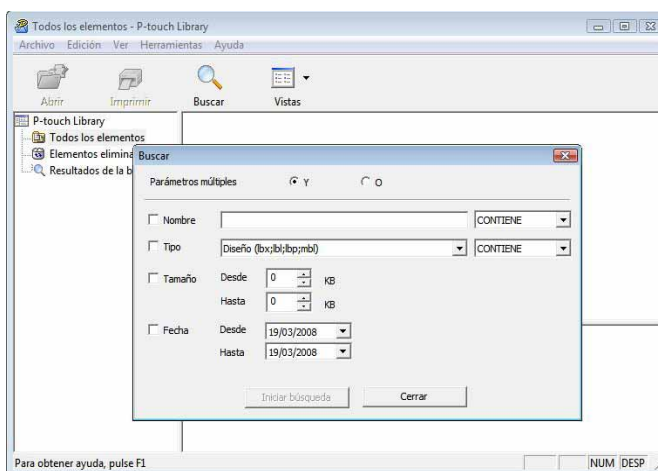 Todos los elementos - P-touch Library
Archivo Edición Ver Herramientas Ayuda
Abrir Imprimir Buscar Vistas
P-touch Library
Todos los elementos
Elementos elimina
Resultados de la b
Buscar
Parámetros múltiples Y O
Nombre CONTIENE
Tipo Diseño (lbx;lbl;lbp;mbl) CONTIENE
Tamaño Desde 0 KB
Hasta 0 KB
Fecha Desde 19/03/2008
Hasta 19/03/2008
Iniciar búsqueda Cerrar
Para obtener ayuda, pulse F1 NUM DESP